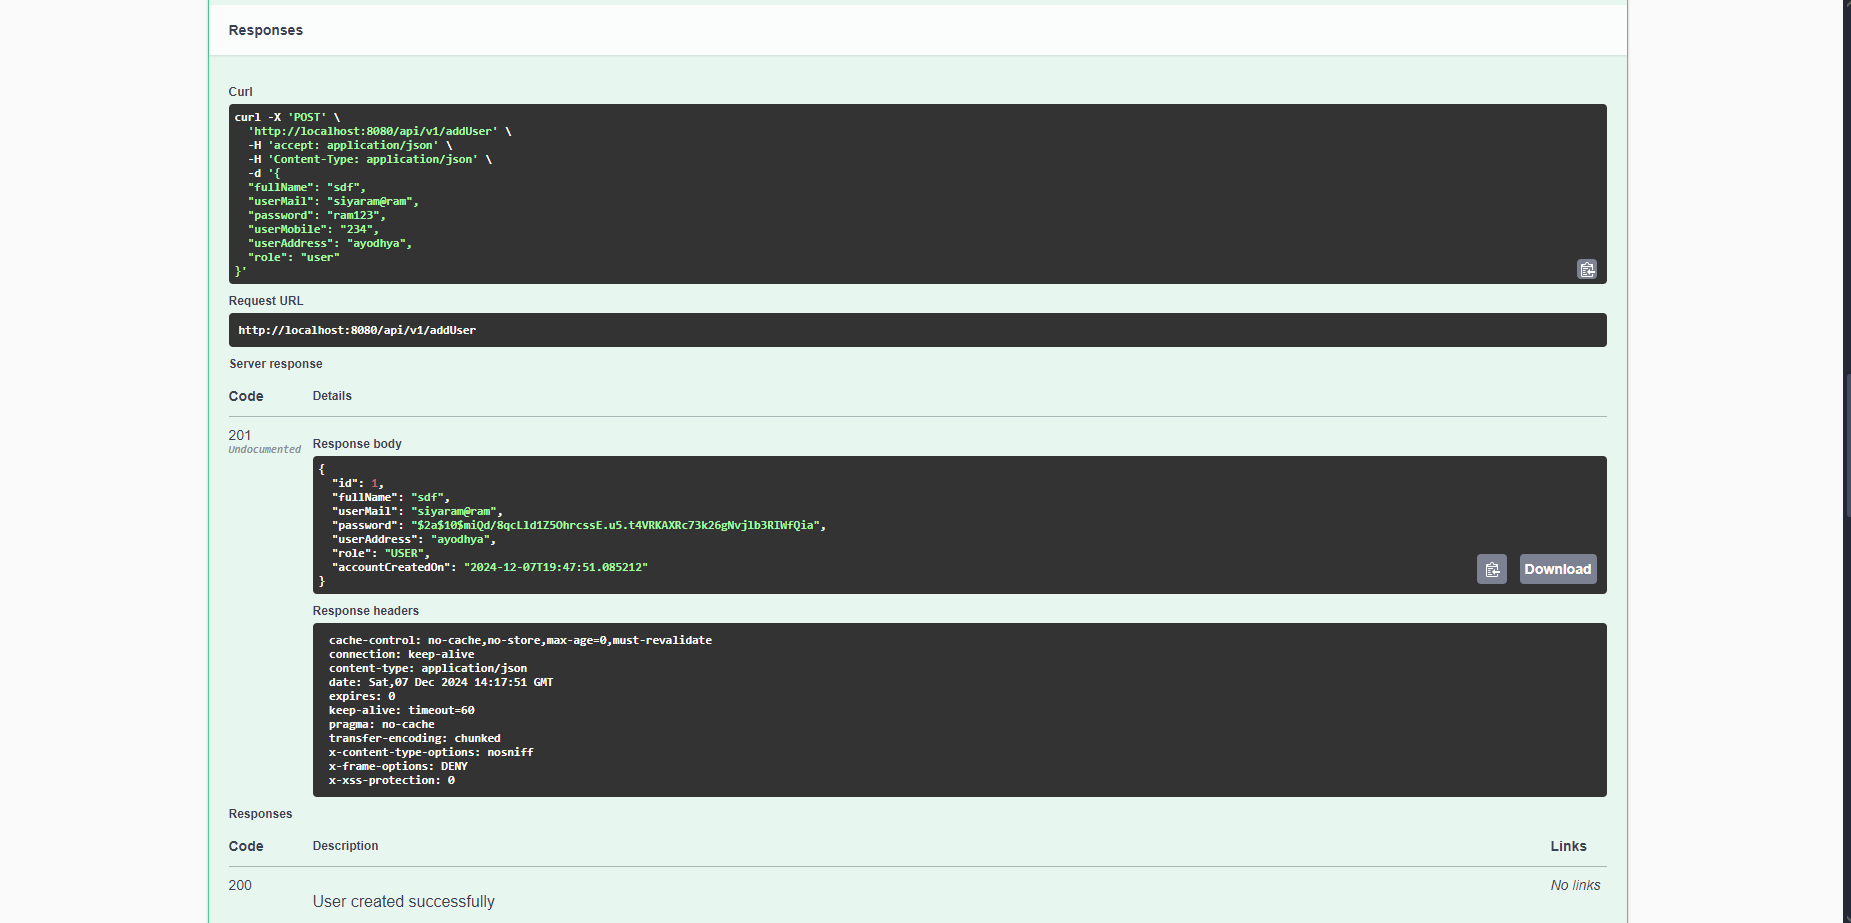 Responses
Curl
curl -X 'POST' \
  'http://localhost:8080/api/v1/addUser' \
  -H 'accept: application/json' \
  -H 'Content-Type: application/json' \
  -d '{
  "fullName": "sdf",
  "userMail": "siyaram@ram",
  "password": "ram123",
  "userMobile": "234",
  "userAddress": "ayodhya",
  "role": "user"
}'
Request URL
http://localhost:8080/api/v1/addUser
Server response
Code Details
201
Undocumented
Response body
{
  "id": 1,
  "fullName": "sdf",
  "userMail": "siyaram@ram",
  "password": "$2a$10$miQd/8qcLld1Z5OhrcssE.u5.t4VRKAXRc73k26gNvjlb3RIWfQia",
  "userAddress": "ayodhya",
  "role": "USER",
  "accountCreatedOn": "2024-12-07T19:47:51.085212"
}
Download
Response headers
cache-control: no-cache,no-store,max-age=0,must-revalidate
connection: keep-alive
content-type: application/json
date: Sat,07 Dec 2024 14:17:51 GMT
expires: 0
keep-alive: timeout=60
pragma: no-cache
transfer-encoding: chunked
x-content-type-options: nosniff
x-frame-options: DENY
x-xss-protection: 0
Responses
Code Description Links
200 No links
User created successfully